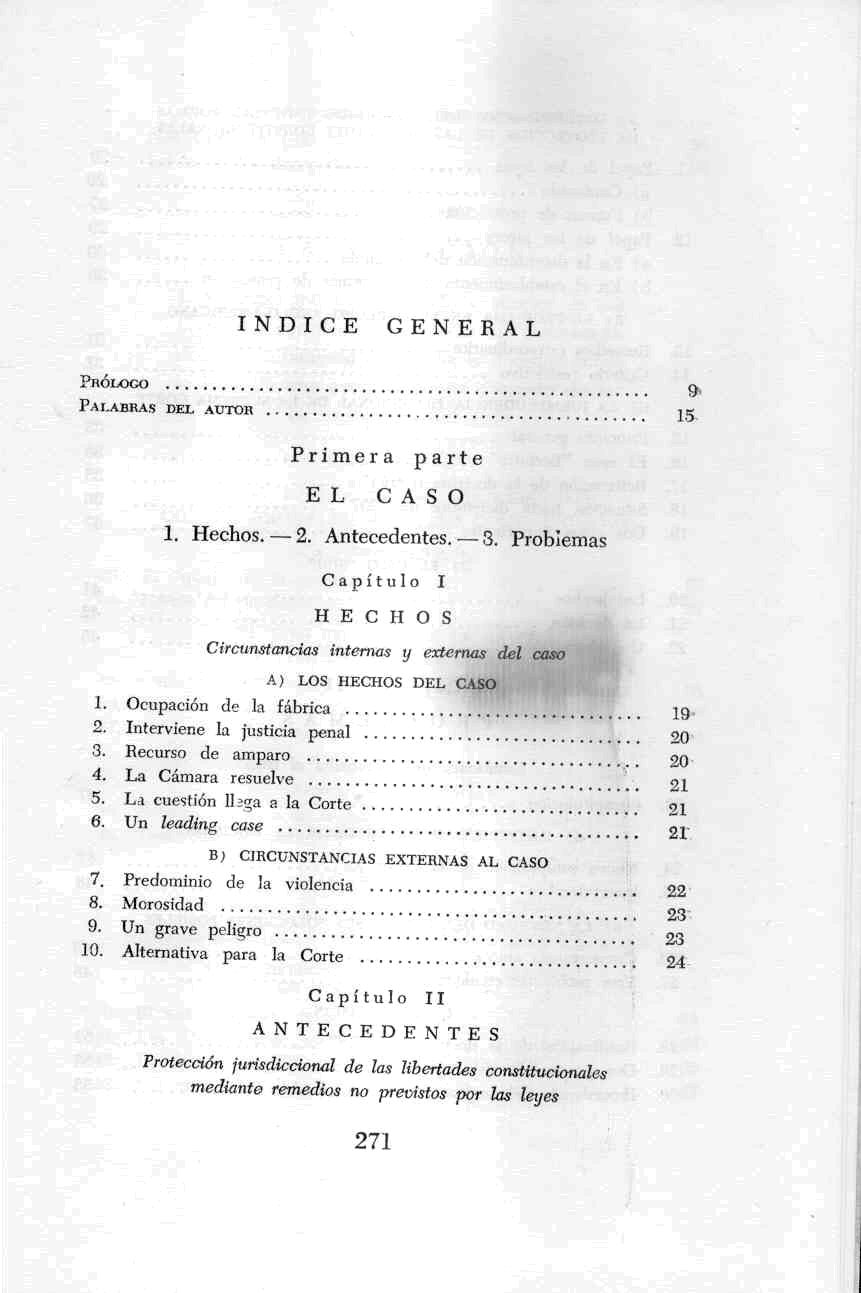 INDICE GENERAL
PRÓLOGO .................................................... 9
PALABRAS DEL AUTOR ........................................ 15
Primera parte
EL CASO
1. Hechos. — 2. Antecedentes. — 3. Problemas
Capítulo I
HECHOS
Circunstancias internas y externas del caso
A) LOS HECHOS DEL CASO
1. Ocupación de la fábrica ................................ 19
2. Interviene la justicia penal .............................. 20
3. Recurso de amparo .................................... 20
4. La Cámara resuelve .................................... 21
5. La cuestión llega a la Corte .............................. 21
6. Un leading case ....................................... 21
B) CIRCUNSTANCIAS EXTERNAS AL CASO
7. Predominio de la violencia ............................. 22
8. Morosidad ............................................. 23
9. Un grave peligro ....................................... 23
10. Alternativa para la Corte .............................. 24
Capítulo II
ANTECEDENTES
Protección jurisdiccional de las libertades constitucionales
mediante remedios no previstos por las leyes
271